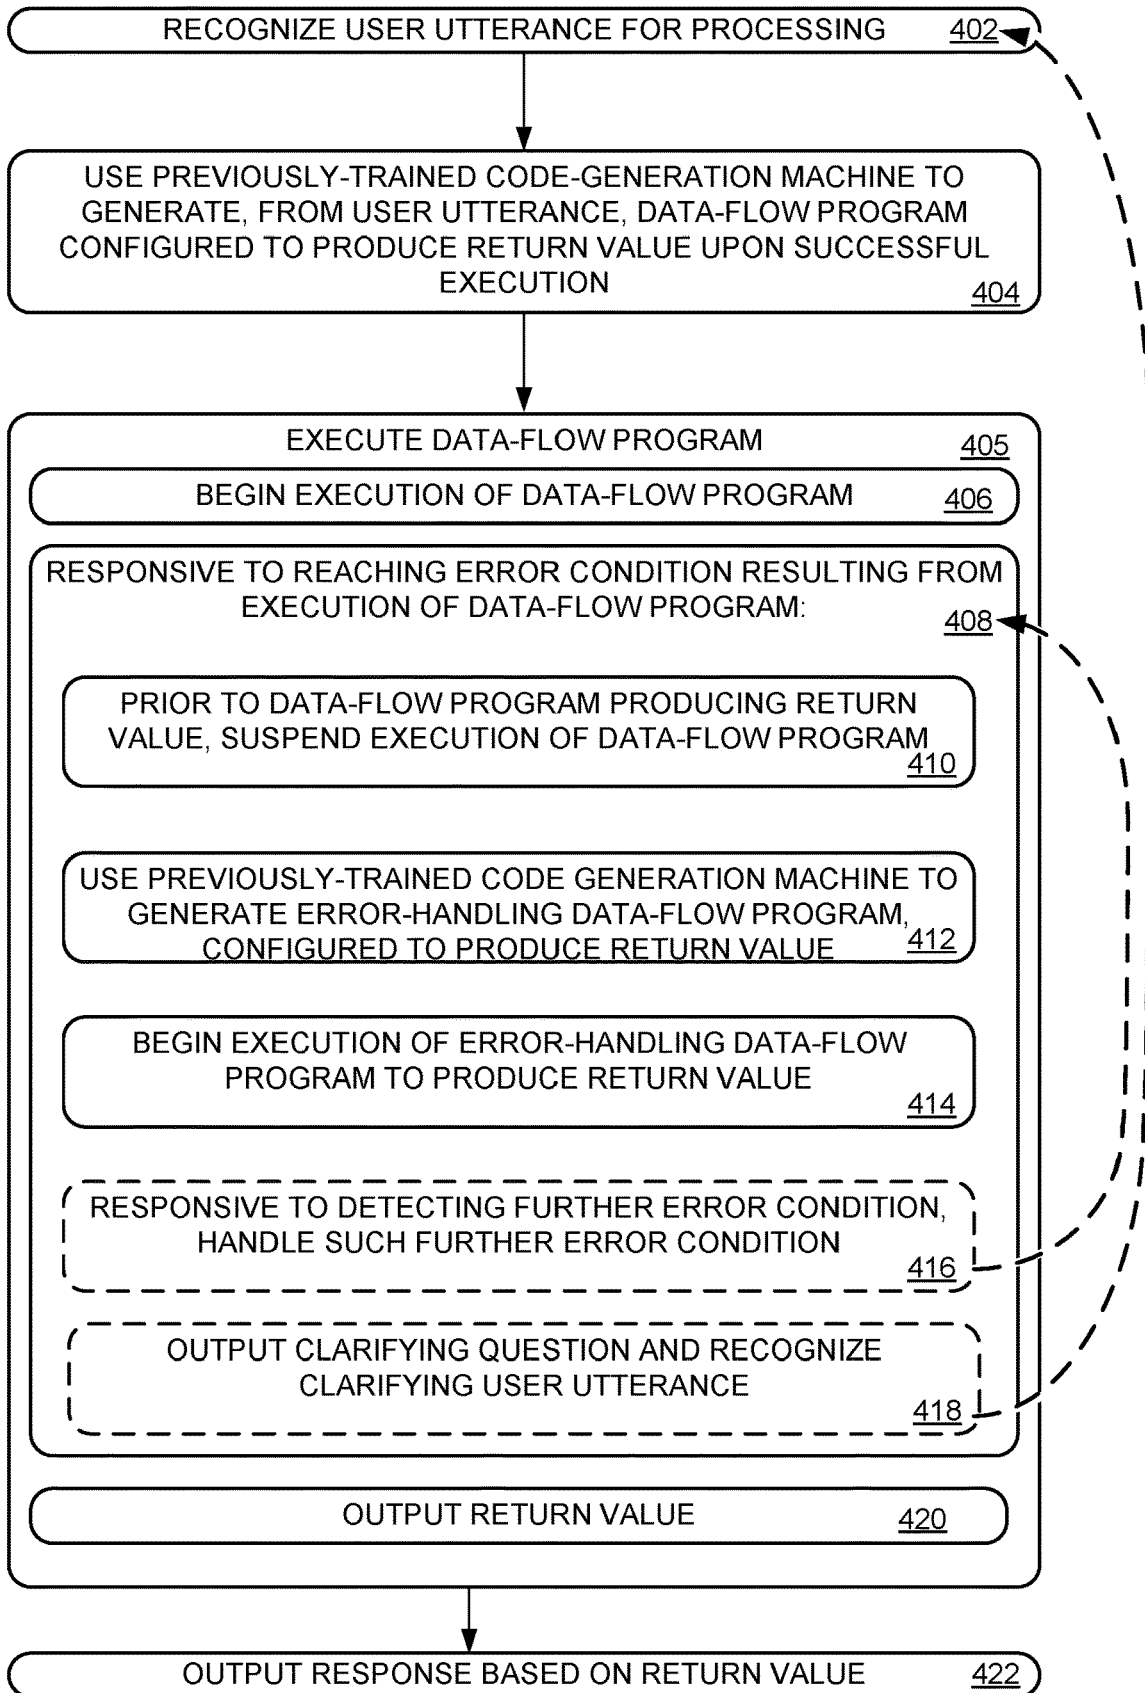 RECOGNIZE USER UTTERANCE FOR PROCESSING 402
USE PREVIOUSLY-TRAINED CODE-GENERATION MACHINE TO
GENERATE, FROM USER UTTERANCE, DATA-FLOW PROGRAM
CONFIGURED TO PRODUCE RETURN VALUE UPON SUCCESSFUL
EXECUTION 404
EXECUTE DATA-FLOW PROGRAM 405
BEGIN EXECUTION OF DATA-FLOW PROGRAM 406
RESPONSIVE TO REACHING ERROR CONDITION RESULTING FROM
EXECUTION OF DATA-FLOW PROGRAM:
408
PRIOR TO DATA-FLOW PROGRAM PRODUCING RETURN
VALUE, SUSPEND EXECUTION OF DATA-FLOW PROGRAM
410
USE PREVIOUSLY-TRAINED CODE GENERATION MACHINE TO
GENERATE ERROR-HANDLING DATA-FLOW PROGRAM,
CONFIGURED TO PRODUCE RETURN VALUE 412
BEGIN EXECUTION OF ERROR-HANDLING DATA-FLOW
PROGRAM TO PRODUCE RETURN VALUE
414
RESPONSIVE TO DETECTING FURTHER ERROR CONDITION,
HANDLE SUCH FURTHER ERROR CONDITION
416
OUTPUT CLARIFYING QUESTION AND RECOGNIZE
CLARIFYING USER UTTERANCE
418
OUTPUT RETURN VALUE 420
OUTPUT RESPONSE BASED ON RETURN VALUE 422